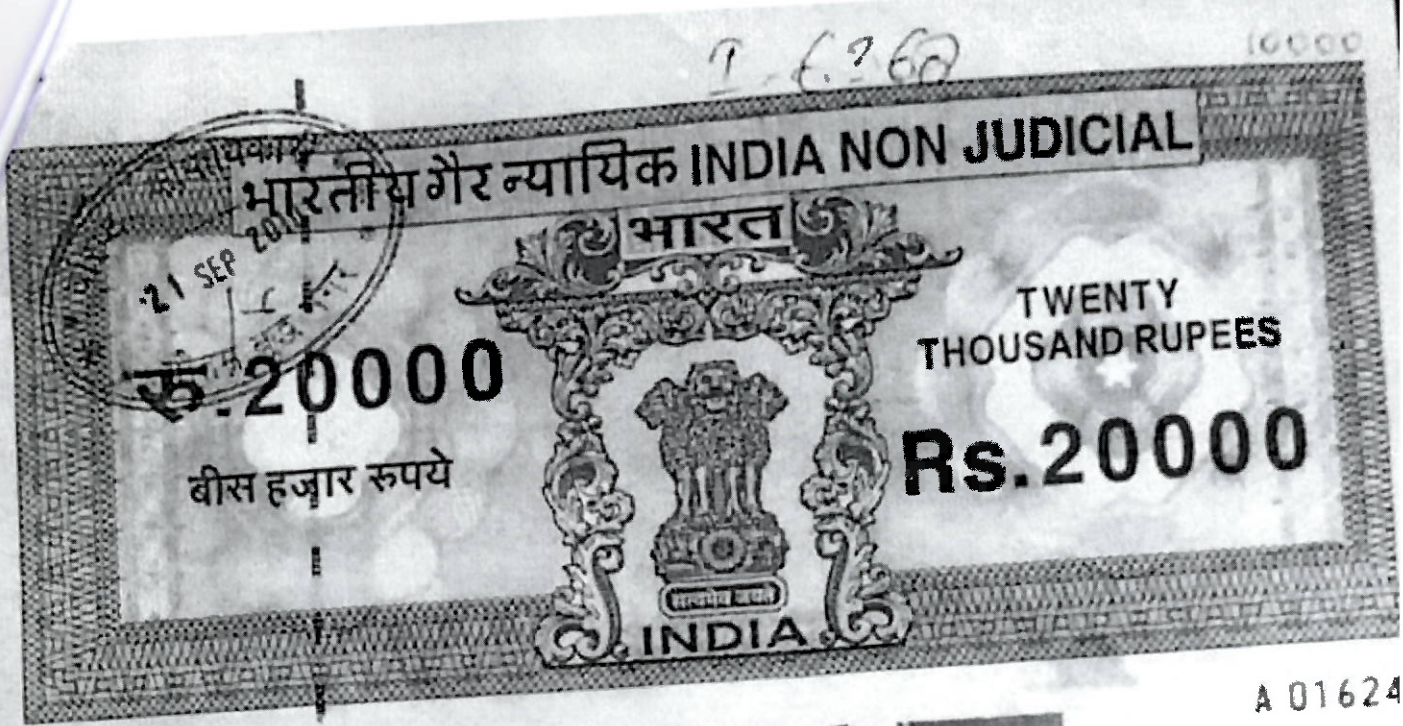 10000
भारतीय गैर न्यायिक INDIA NON JUDICIAL
भारत
21 SEP
रु.20000
बीस हजार रुपये
TWENTY
THOUSAND RUPEES
Rs.20000
सत्यमेव जयते
INDIA
A 01624